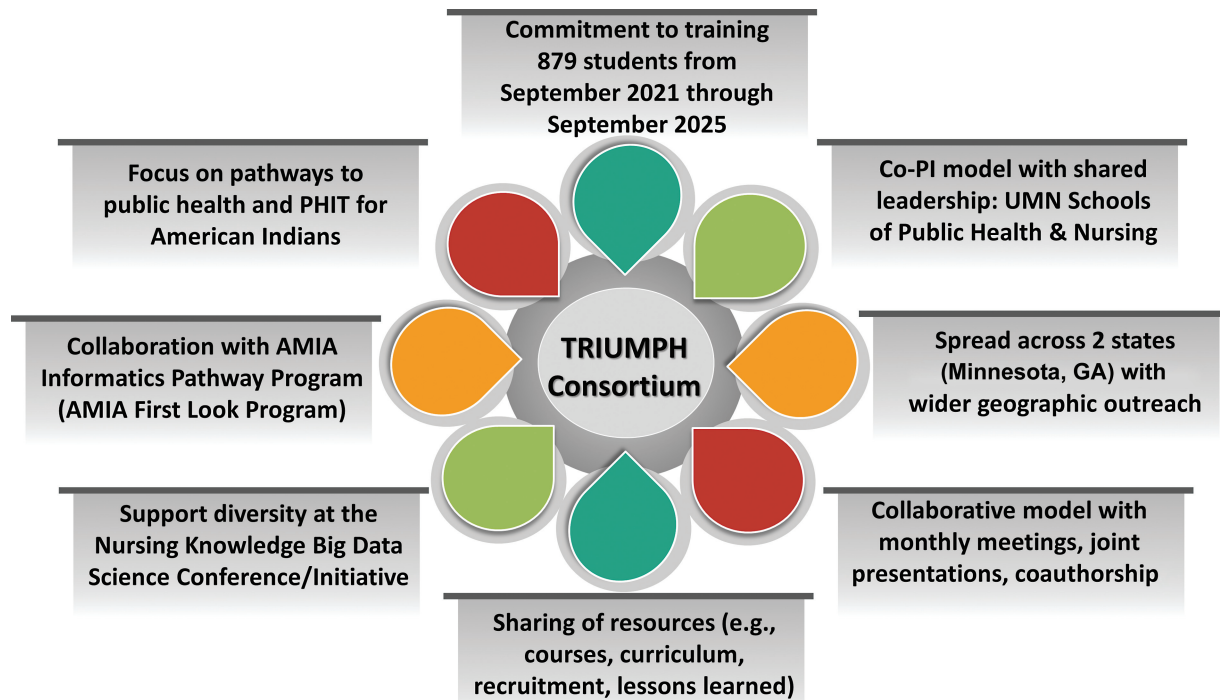 Commitment to training
879 students from
September 2021 through
September 2025
Focus on pathways to
public health and PHIT for
American Indians
Co-PI model with shared
leadership: UMN Schools
of Public Health & Nursing
Collaboration with AMIA
Informatics Pathway Program
(AMIA First Look Program)
TRIUMPH
Consortium
Spread across 2 states
(Minnesota, GA) with
wider geographic outreach
Support diversity at the
Nursing Knowledge Big Data
Science Conference/Initiative
Collaborative model with
monthly meetings, joint
presentations, coauthorship
Sharing of resources (e.g.,
courses, curriculum,
recruitment, lessons learned)